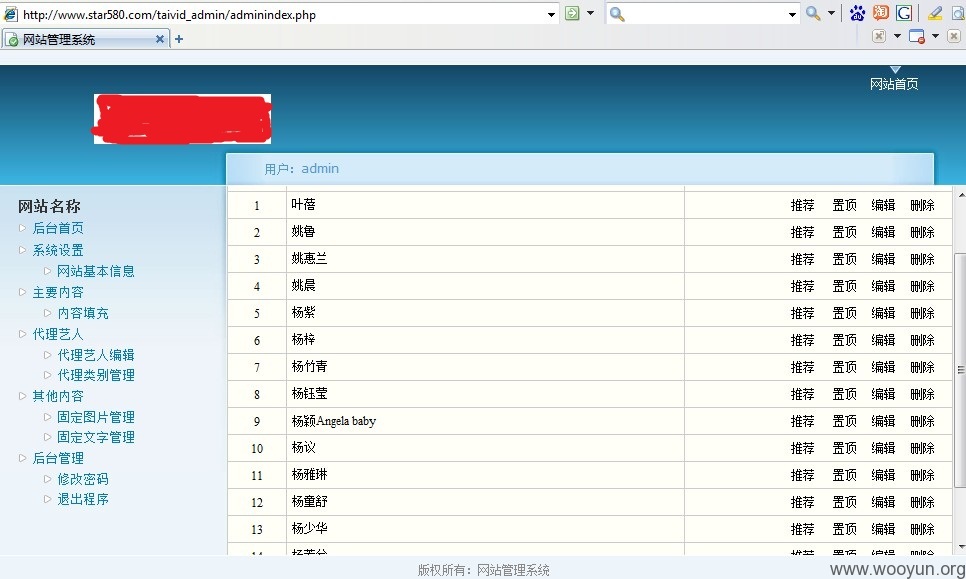 http://www.star580.com/taivid_admin/adminindex.php
网站管理系统
网站首页
用户：admin
网站名称
后台首页
系统设置
网站基本信息
主要内容
内容填充
代理艺人
代理艺人编辑
代理类别管理
其他内容
固定图片管理
固定文字管理
后台管理
修改密码
退出程序
1 叶蓓 推荐 置顶 编辑 删除
2 姚鲁 推荐 置顶 编辑 删除
3 姚惠兰 推荐 置顶 编辑 删除
4 姚晨 推荐 置顶 编辑 删除
5 杨紫 推荐 置顶 编辑 删除
6 杨梓 推荐 置顶 编辑 删除
7 杨竹青 推荐 置顶 编辑 删除
8 杨钰莹 推荐 置顶 编辑 删除
9 杨颖Angela baby 推荐 置顶 编辑 删除
10 杨议 推荐 置顶 编辑 删除
11 杨雅琳 推荐 置顶 编辑 删除
12 杨童舒 推荐 置顶 编辑 删除
13 杨少华 推荐 置顶 编辑 删除
14 推荐 置顶 编辑 删除
版权所有：网站管理系统
www.wooyun.org